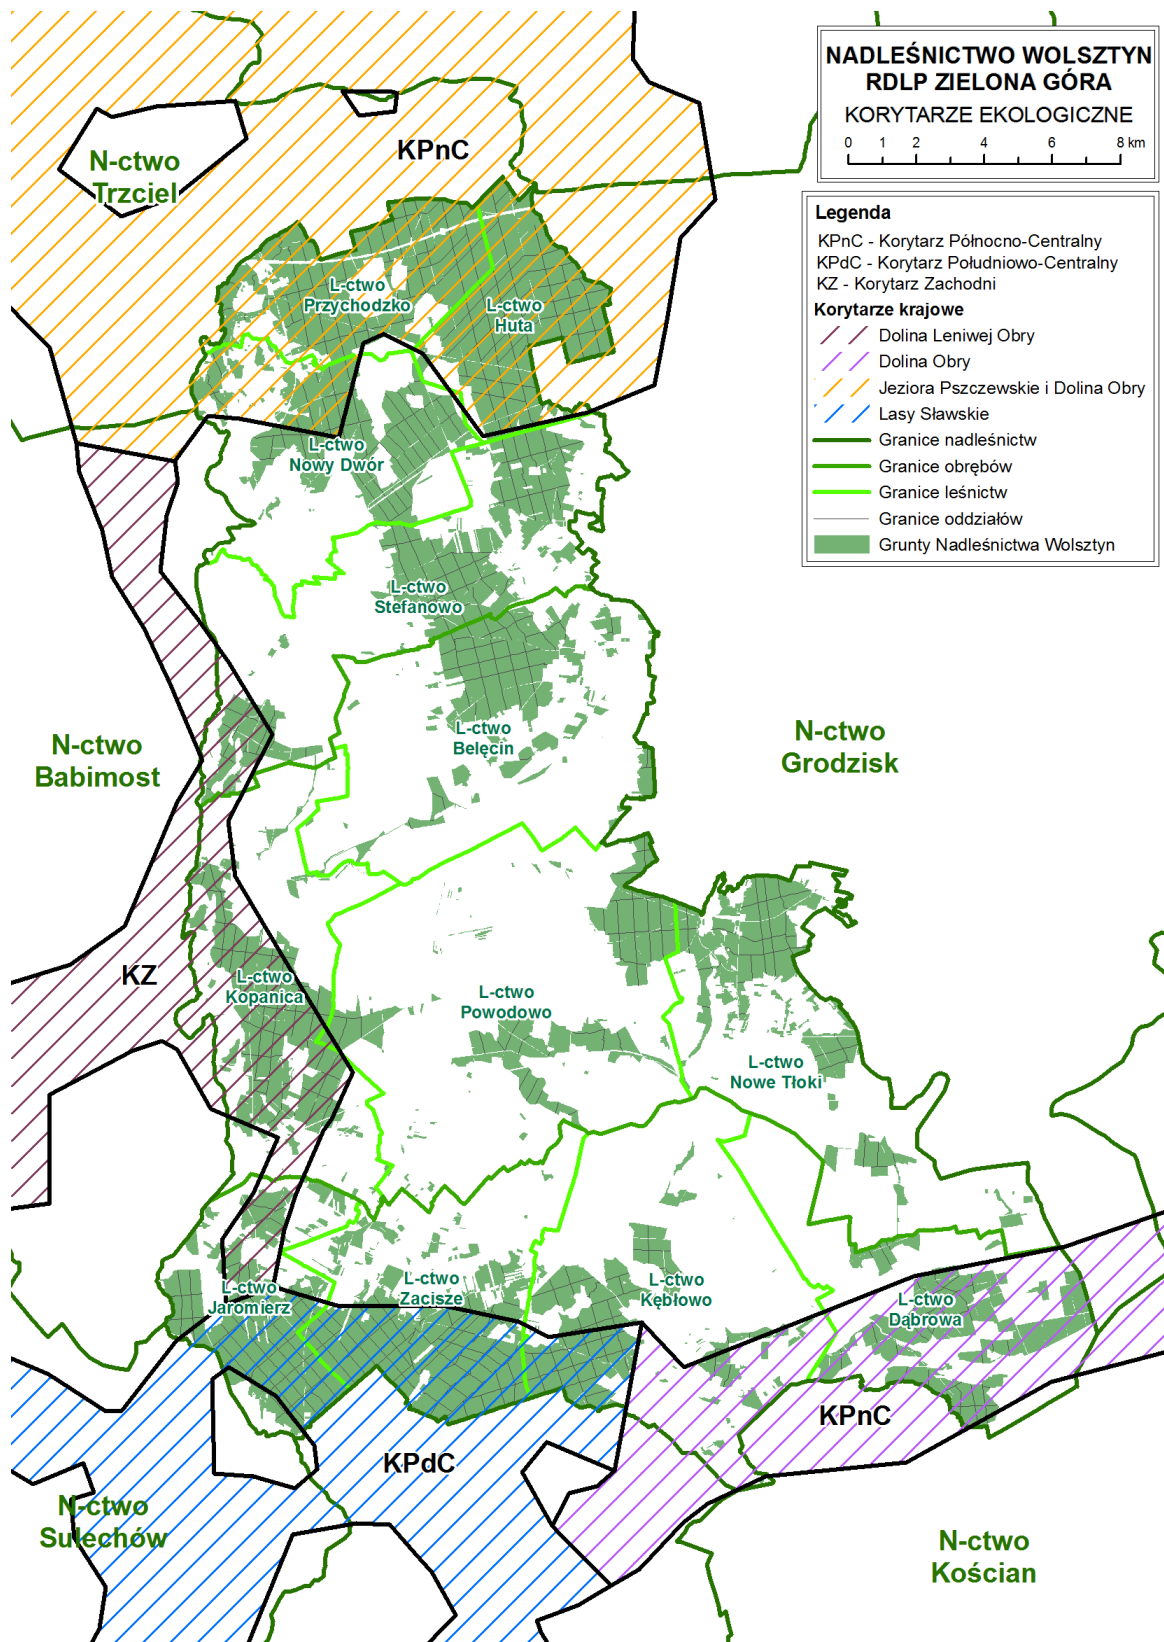 NADLEŚNICTWO WOLSZTYN
RDLP ZIELONA GÓRA
KORYTARZE EKOLOGICZNE
0 1 2 4 6 8 km
Legenda
KPnC - Korytarz Północno-Centralny
KPdC - Korytarz Południowo-Centralny
KZ - Korytarz Zachodni
Korytarze krajowe
Dolina Leniwej Obry
Dolina Obry
Jeziora Pszczewskie i Dolina Obry
Lasy Sławskie
Granice nadleśnictw
Granice obrębów
Granice leśnictw
Granice oddziałów
Grunty Nadleśnictwa Wolsztyn
KPnC
N-ctwo
Trzciel
L-ctwo
Przychodzko
L-ctwo
Huta
L-ctwo
Nowy Dwór
L-ctwo
Stefanowo
L-ctwo
Belęcin
N-ctwo
Babimost
N-ctwo
Grodzisk
KZ
L-ctwo
Kopanica
L-ctwo
Powodowo
L-ctwo
Nowe Tłoki
L-ctwo
Jaromierz
L-ctwo
Zacisze
L-ctwo
Kębłowo
L-ctwo
Dąbrowa
KPnC
KPdC
N-ctwo
Sulechów
N-ctwo
Kościan